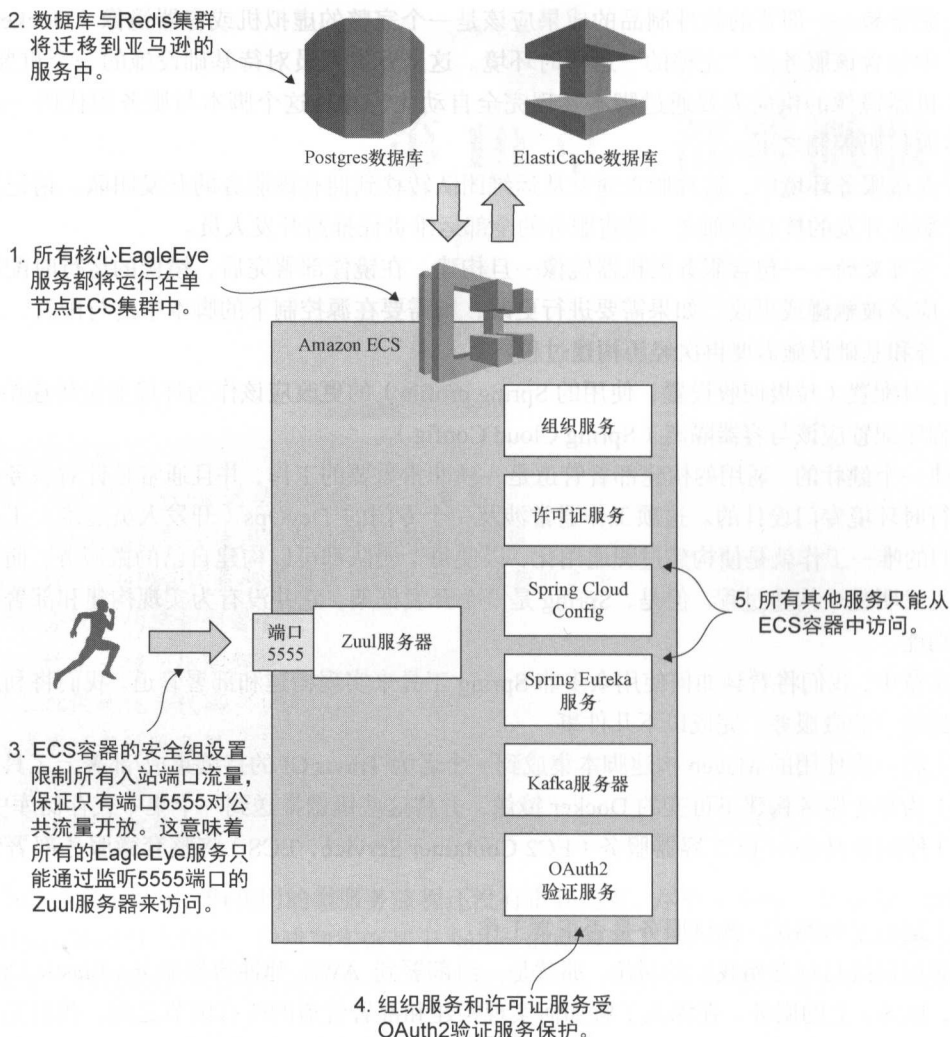 2. 数据库与Redis集群
将迁移到亚马逊的
服务中。
Postgres数据库
ElastiCache数据库
1. 所有核心EagleEye
服务都将运行在单
节点ECS集群中。
Amazon ECS
组织服务
许可证服务
Spring Cloud
Config
Spring Eureka
服务
Kafka服务器
OAuth2
验证服务
端口
5555
Zuul服务器
5. 所有其他服务只能从
ECS容器中访问。
3. ECS容器的安全组设置
限制所有入站端口流量，
保证只有端口5555对公
共流量开放。这意味着
所有的EagleEye服务只
能通过监听5555端口的
Zuul服务器来访问。
4. 组织服务和许可证服务受
OAuth2验证服务保护。